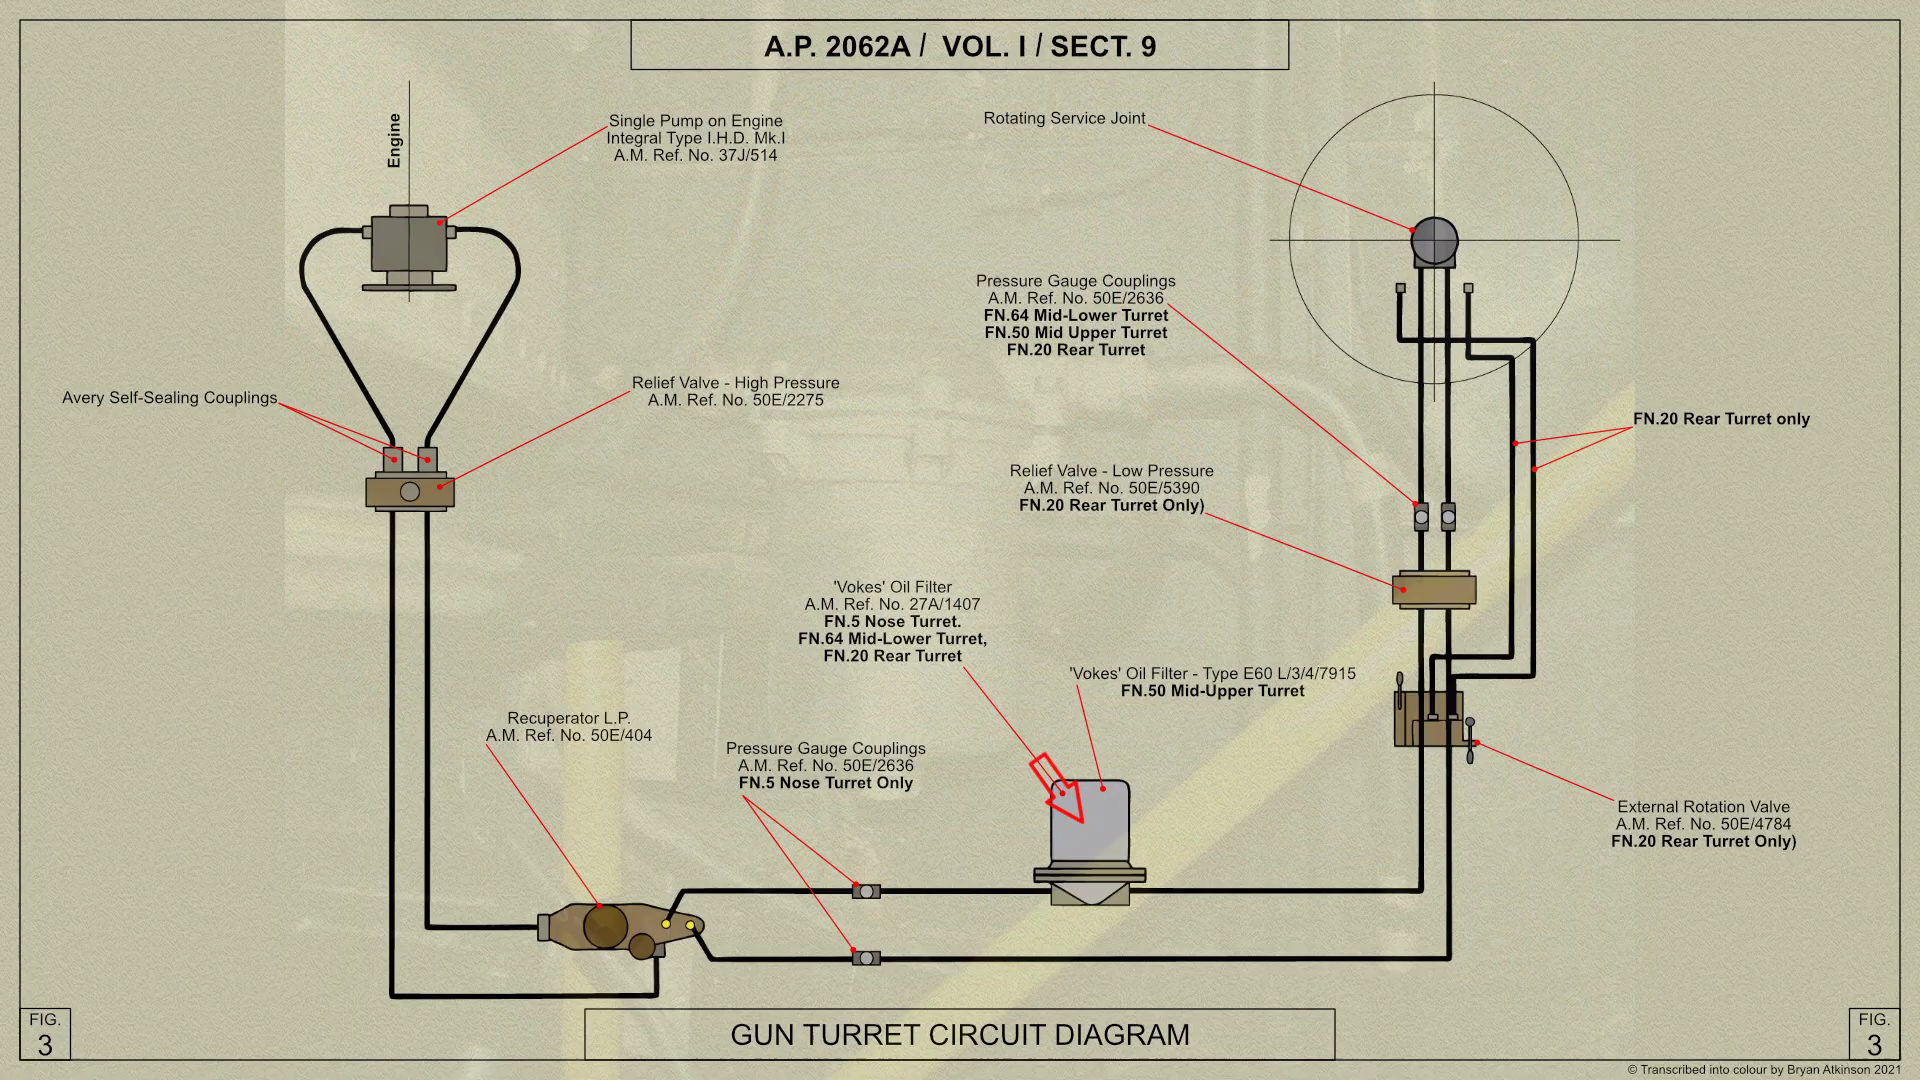 A.P. 2062A / VOL. I / SECT. 9
Engine
Single Pump on Engine
Integral Type I.H.D. Mk.I
A.M. Ref. No. 37J/514
Rotating Service Joint
Pressure Gauge Couplings
A.M. Ref. No. 50E/2636
FN.64 Mid-Lower Turret
FN.50 Mid Upper Turret
FN.20 Rear Turret
Avery Self-Sealing Couplings
Relief Valve - High Pressure
A.M. Ref. No. 50E/2275
FN.20 Rear Turret only
Relief Valve - Low Pressure
A.M. Ref. No. 50E/5390
FN.20 Rear Turret Only)
'Vokes' Oil Filter
A.M. Ref. No. 27A/1407
FN.5 Nose Turret.
FN.64 Mid-Lower Turret,
FN.20 Rear Turret
'Vokes' Oil Filter - Type E60 L/3/4/7915
FN.50 Mid-Upper Turret
Recuperator L.P.
A.M. Ref. No. 50E/404
Pressure Gauge Couplings
A.M. Ref. No. 50E/2636
FN.5 Nose Turret Only
External Rotation Valve
A.M. Ref. No. 50E/4784
FN.20 Rear Turret Only)
FIG.
3
GUN TURRET CIRCUIT DIAGRAM
FIG.
3
© Transcribed into colour by Bryan Atkinson 2021